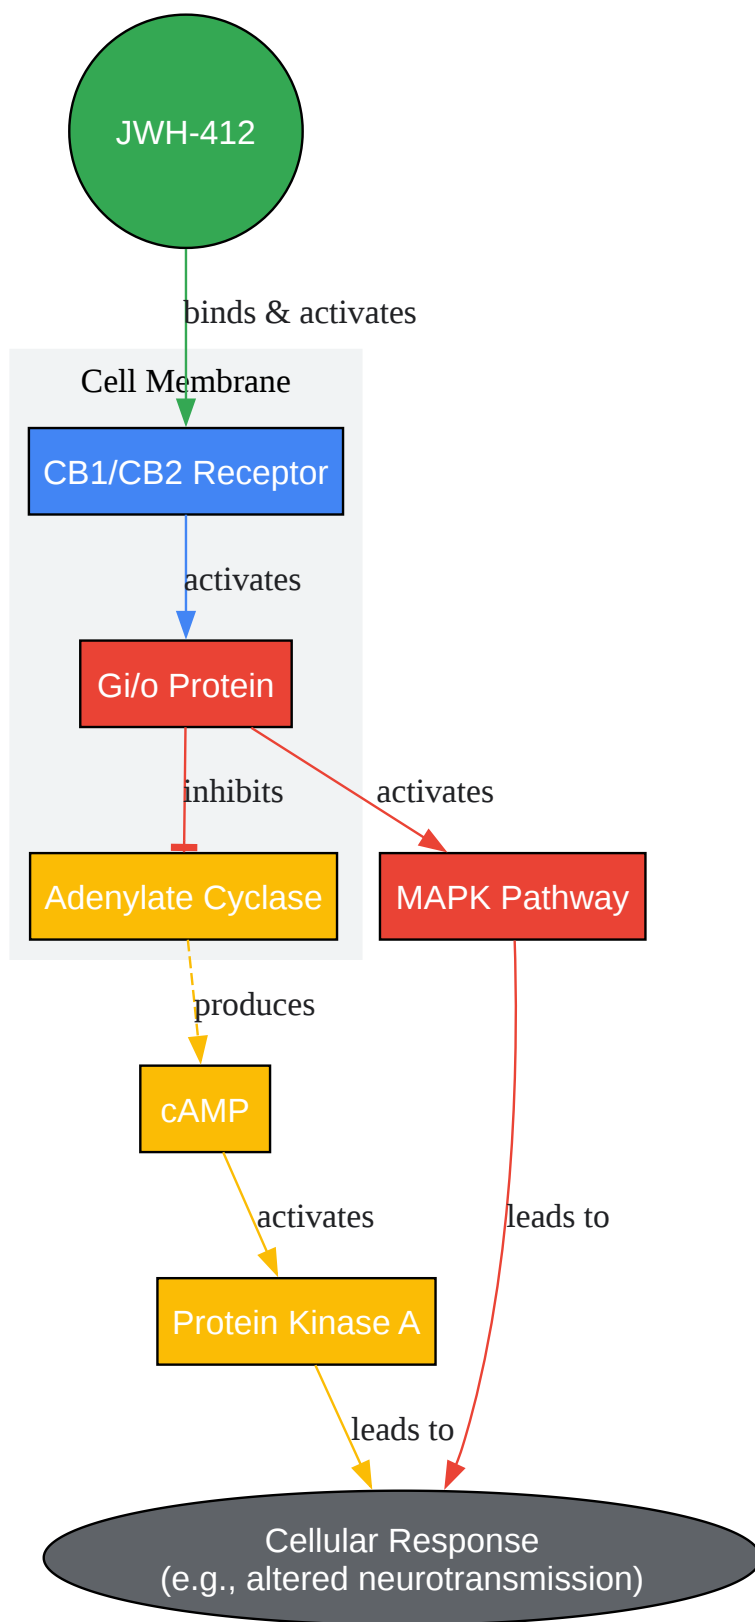 JWH-412
binds & activates
Cell Membrane
CB1/CB2 Receptor
activates
Gi/o Protein
inhibits
activates
Adenylate Cyclase
MAPK Pathway
produces
cAMP
activates
leads to
Protein Kinase A
leads to
Cellular Response
(e.g., altered neurotransmission)